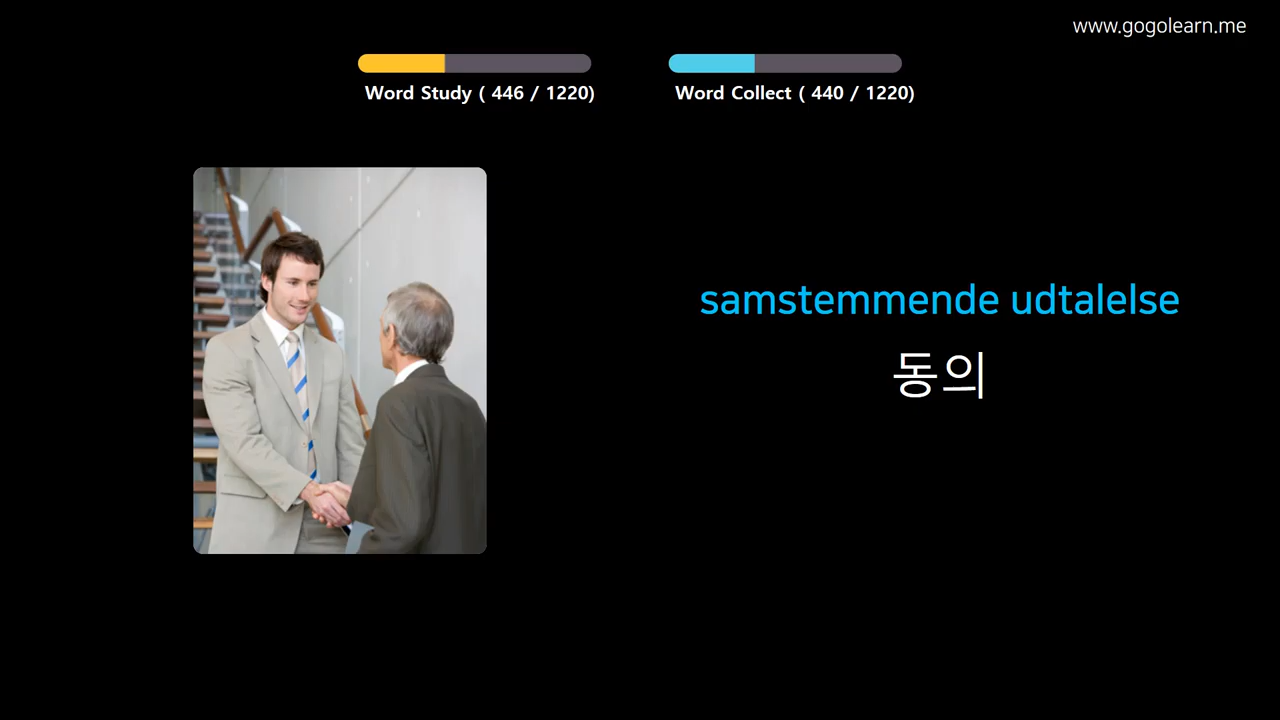 www.gogolearn.me
Word Study ( 446 / 1220)
Word Collect ( 440 / 1220)
samstemmende udtalelse
동의